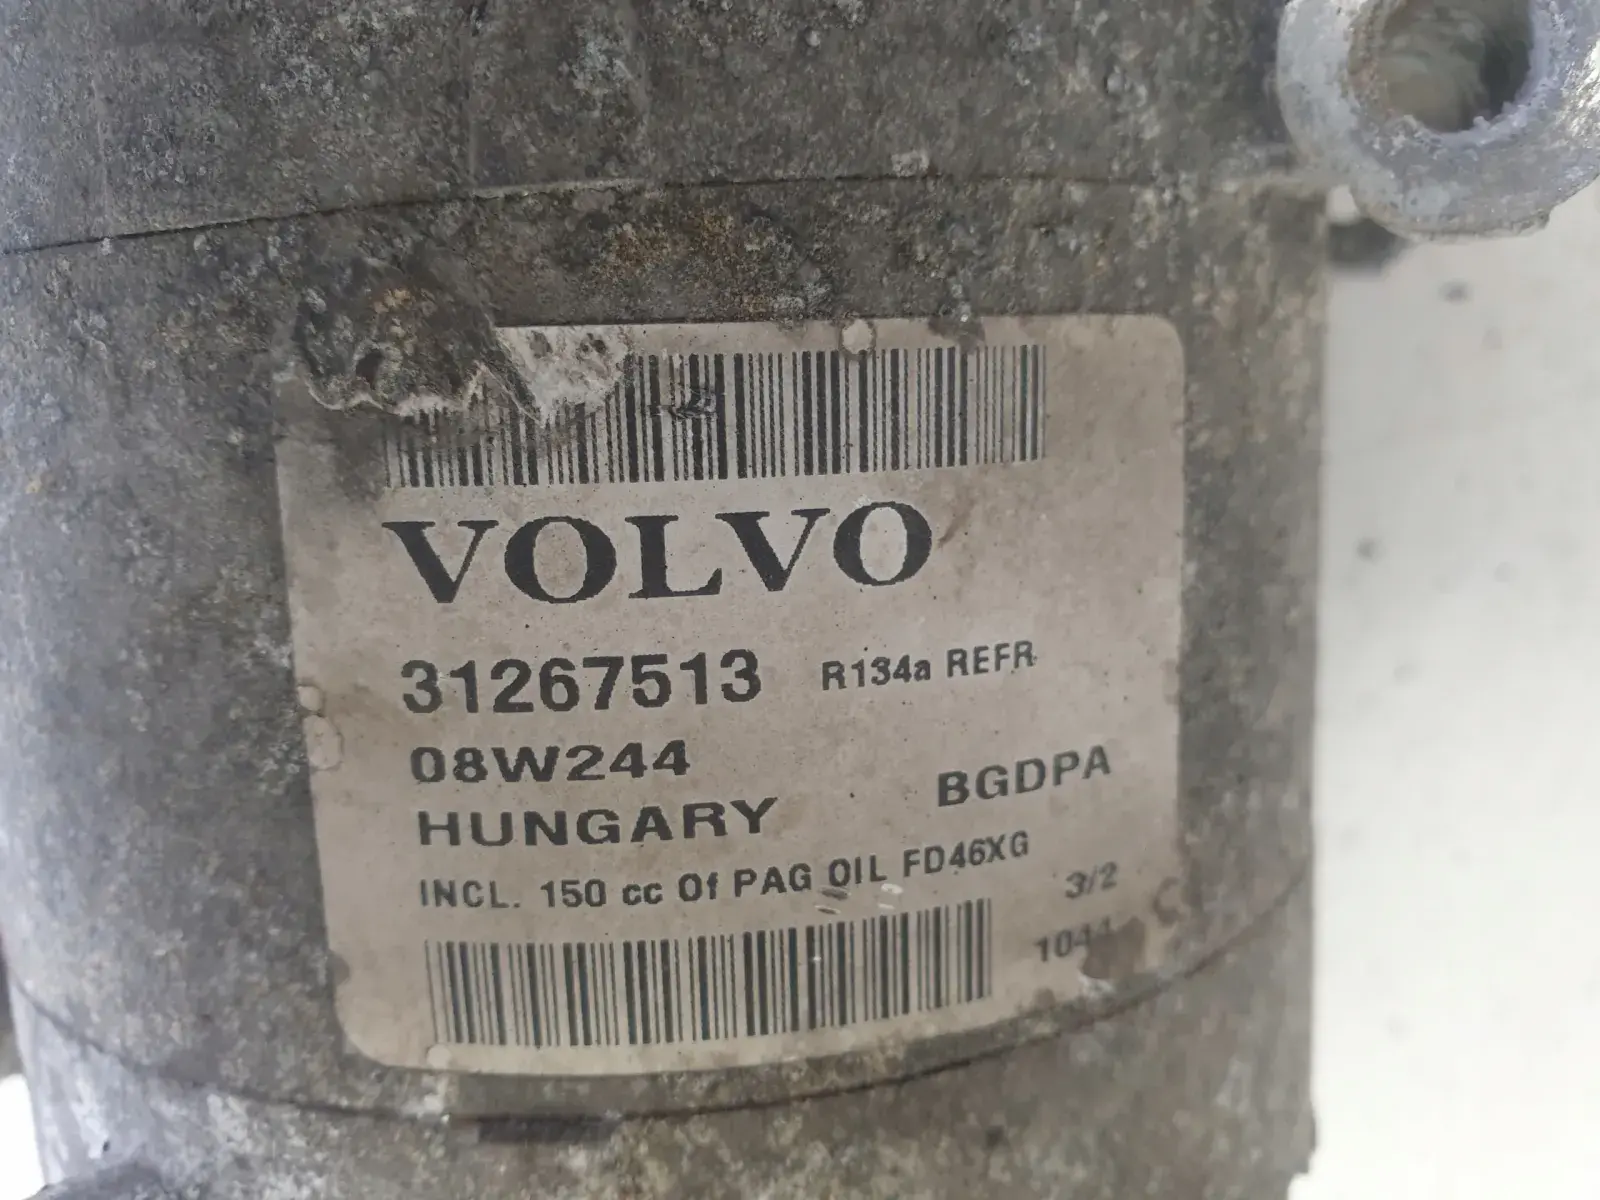 VOLVO
31267513 R134a REFR
08W244
HUNGARY BGDPA
INCL. 150 cc Of PAG OIL FD46XG
3/2